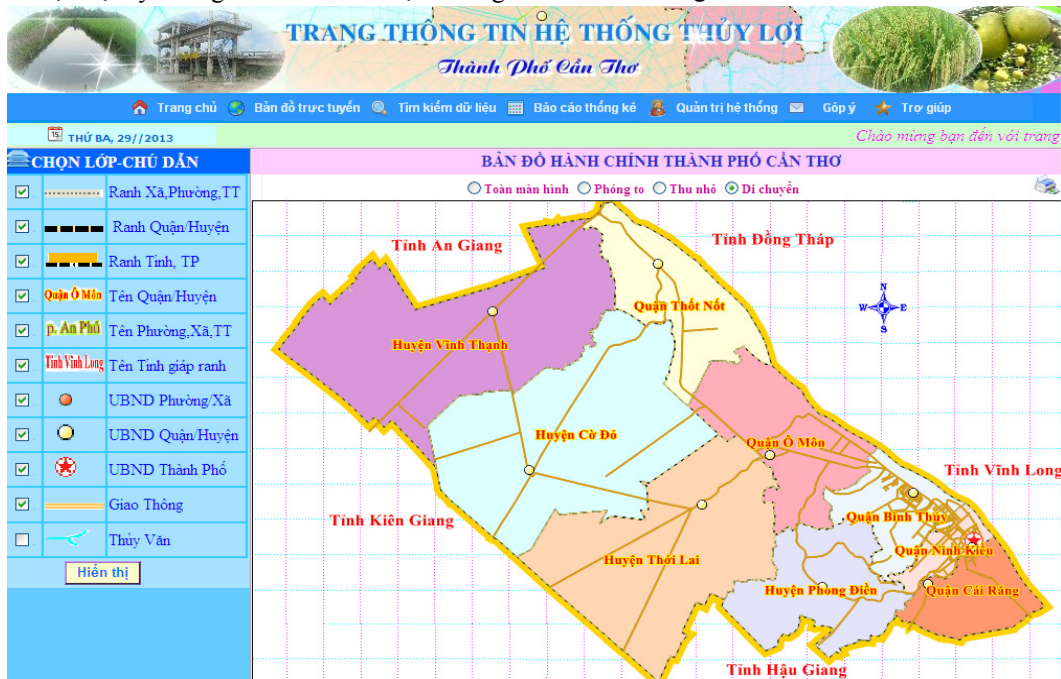 TRANG THÔNG TIN HỆ THỐNG THỦY LỢI
Thành Phố Cần Thơ
Trang chủ Bản đồ trực tuyến Tìm kiếm dữ liệu Báo cáo thống kê Quản trị hệ thống Góp ý Trợ giúp
15 THỨ BA, 29//2013
Chào mừng bạn đến với trang
CHỌN LỚP-CHÚ DẪN
Ranh Xã,Phường,TT
Ranh Quận/Huyện
Ranh Tỉnh, TP
Quận Ô Môn Tên Quận/Huyện
p. An Phú Tên Phường,Xã,TT
Tỉnh Vĩnh Long Tên Tỉnh giáp ranh
UBND Phường/Xã
UBND Quận/Huyện
UBND Thành Phố
Giao Thông
Thủy Văn
Hiển thị
BẢN ĐỒ HÀNH CHÍNH THÀNH PHỐ CẦN THƠ
Toàn màn hình Phóng to Thu nhỏ Di chuyển
Tỉnh An Giang
Tỉnh Đồng Tháp
N
W E
S
Quận Thốt Nốt
Huyện Vĩnh Thạnh
Huyện Cờ Đỏ
Quận Ô Môn
Tỉnh Vĩnh Long
Tỉnh Kiên Giang
Quận Bình Thủy
Quận Ninh Kiều
Huyện Thới Lai
Huyện Phong Điền
Quận Cái Răng
Tỉnh Hậu Giang